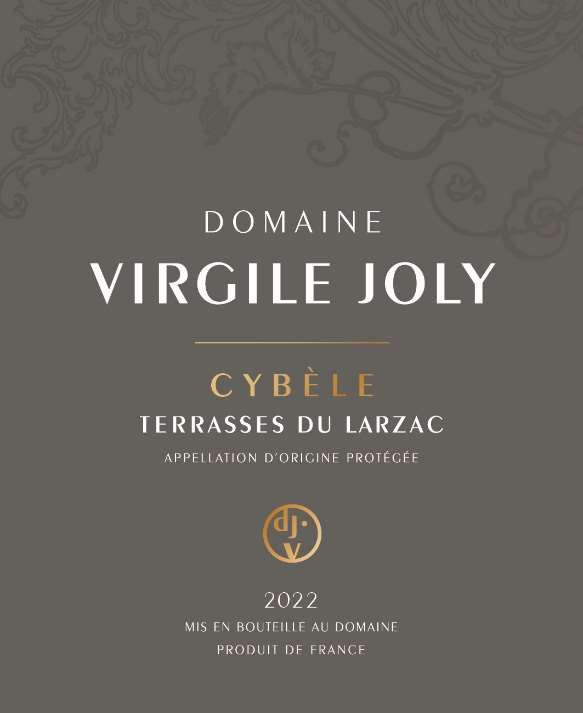 DOMAINE
VIRGILE JOLY
CYBÈLE
TERRASSES DU LARZAC
APPELLATION D'ORIGINE PROTÉGÉE
dj·
v
2022
MIS EN BOUTEILLE AU DOMAINE
PRODUIT DE FRANCE